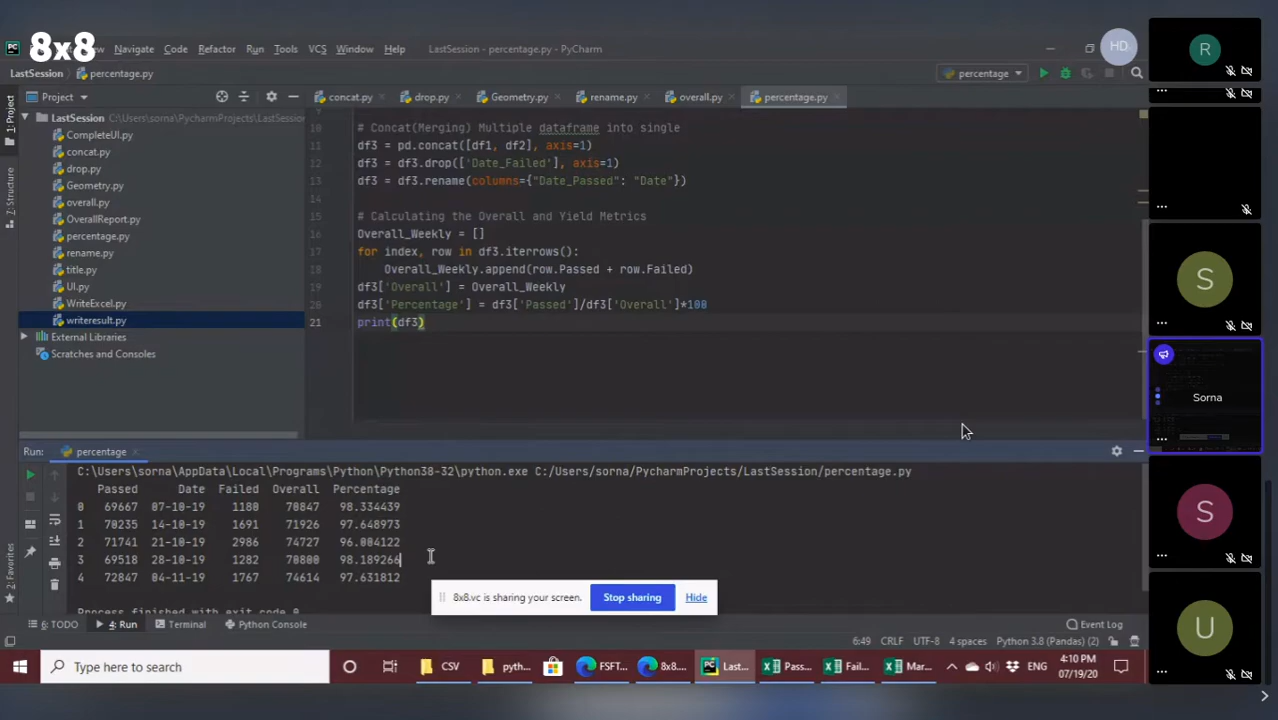 8x8
PC
View
Navigate
Code
Refactor
Run
Tools
VCS
Window
Help
LastSession - percentage.py - PyCharm
HD
R
LastSession
percentage.py
percentage
Project
concat.py
drop.py
Geometry.py
rename.py
overall.py
percentage.py
1: Project
Z: Structure
2: Favorites
LastSession C:\Users\sorna\PycharmProjects\LastSession
CompleteUI.py
concat.py
drop.py
Geometry.py
overall.py
OverallReport.py
percentage.py
rename.py
title.py
UI.py
WriteExcel.py
writeresult.py
External Libraries
Scratches and Consoles
10 # Concat(Merging) Multiple dataframe into single
11 df3 = pd.concat([df1, df2], axis=1)
12 df3 = df3.drop(['Date_Failed'], axis=1)
13 df3 = df3.rename(columns={"Date_Passed": "Date"})
14
15 # Calculating the Overall and Yield Metrics
16 Overall_Weekly = []
17 for index, row in df3.iterrows():
18 Overall_Weekly.append(row.Passed + row.Failed)
19 df3['Overall'] = Overall_Weekly
20 df3['Percentage'] = df3['Passed']/df3['Overall']*100
21 print(df3)
S
Sorna
S
U
Run: percentage
C:\Users\sorna\AppData\Local\Programs\Python\Python38-32\python.exe C:/Users/sorna/PycharmProjects/LastSession/percentage.py
Passed Date Failed Overall Percentage
0 69667 07-10-19 1180 70847 98.334439
1 70235 14-10-19 1691 71926 97.648973
2 71741 21-10-19 2986 74727 96.004122
3 69518 28-10-19 1282 70800 98.189266
4 72847 04-11-19 1767 74614 97.631812
Process finished with exit code 0
8x8.vc is sharing your screen.
Stop sharing
Hide
6: TODO
4: Run
Terminal
Python Console
Event Log
6:49 CRLF UTF-8 4 spaces Python 3.8 (Pandas) (2)
Type here to search
CSV
pyth...
FSFT...
8x8...
PC
Last...
Pass...
Fail...
Mar...
ENG
4:10 PM
07/19/20